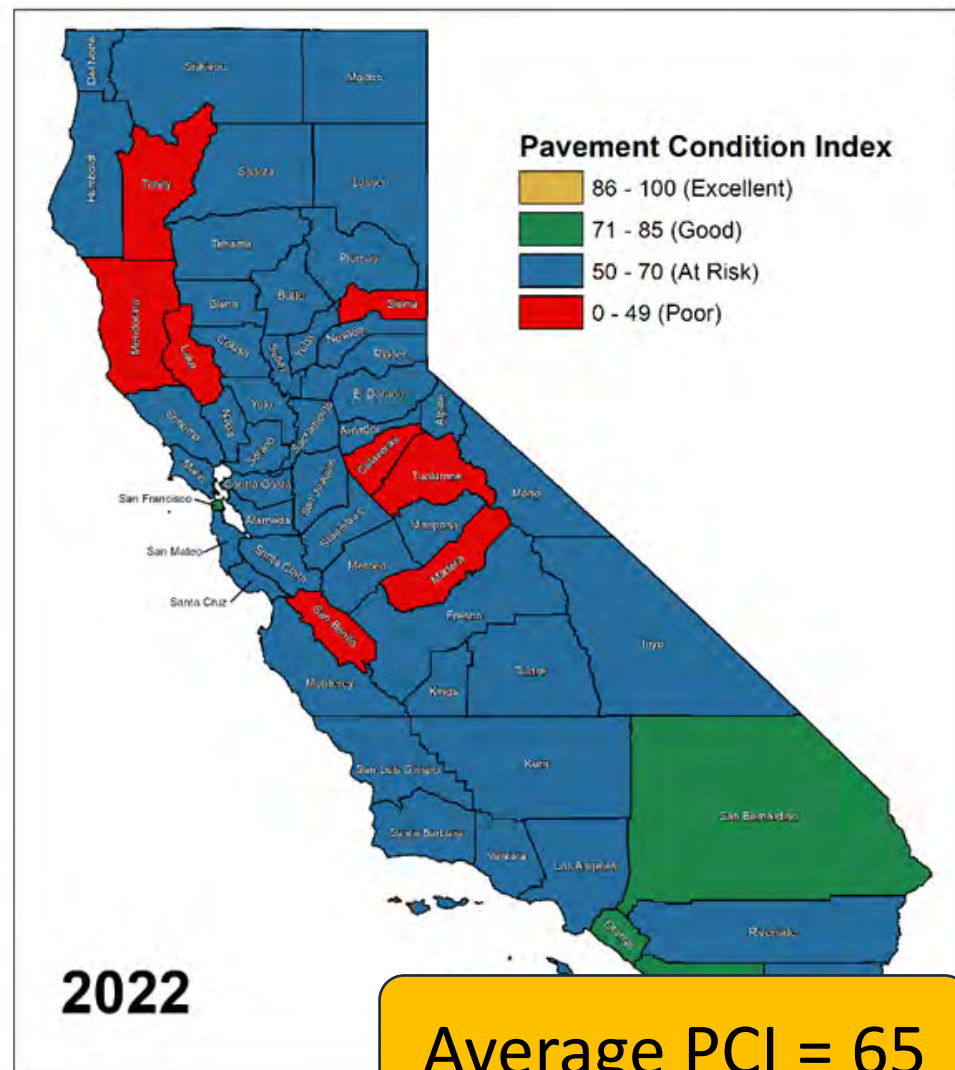 Del Norte
Siskiyou
Modoc
Humboldt
Trinity
Shasta
Lassen
Pavement Condition Index
86 - 100 (Excellent)
71 - 85 (Good)
50 - 70 (At Risk)
0 - 49 (Poor)
Tehama
Plumas
Mendocino
Glenn
Butte
Sierra
Lake
Colusa
Sutter
Yuba
Nevada
Placer
El Dorado
Alpine
Sonoma
Napa
Yolo
Sacramento
Amador
Solano
Calaveras
Tuolumne
Mono
Marin
Contra Costa
San Joaquin
San Francisco
Alameda
Stanislaus
Mariposa
San Mateo
Santa Clara
Merced
Madera
Santa Cruz
San Benito
Fresno
Inyo
Monterey
Kings
Tulare
San Luis Obispo
Kern
San Bernardino
Santa Barbara
Ventura
Los Angeles
Orange
Riverside
2022
Average PCI = 65